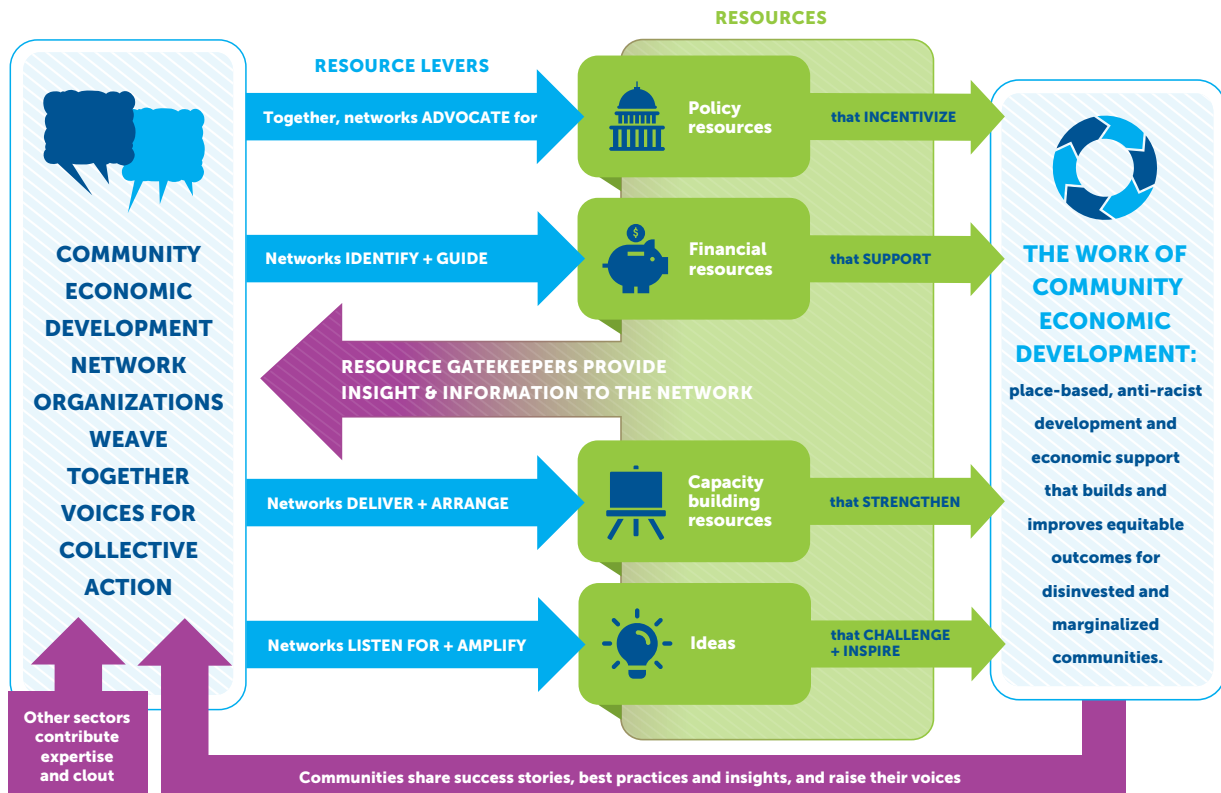 RESOURCES
RESOURCE LEVERS
COMMUNITY
ECONOMIC
DEVELOPMENT
NETWORK
ORGANIZATIONS
WEAVE
TOGETHER
VOICES FOR
COLLECTIVE
ACTION
Together, networks ADVOCATE for
Policy
resources
that INCENTIVIZE
Networks IDENTIFY + GUIDE
$
Financial
resources
that SUPPORT
RESOURCE GATEKEEPERS PROVIDE
INSIGHT & INFORMATION TO THE NETWORK
Networks DELIVER + ARRANGE
Capacity
building
resources
that STRENGTHEN
Networks LISTEN FOR + AMPLIFY
Ideas
that CHALLENGE
+ INSPIRE
THE WORK OF
COMMUNITY
ECONOMIC
DEVELOPMENT:
place-based, anti-racist
development and
economic support
that builds and
improves equitable
outcomes for
disinvested and
marginalized
communities.
Other sectors
contribute
expertise
and clout
Communities share success stories, best practices and insights, and raise their voices